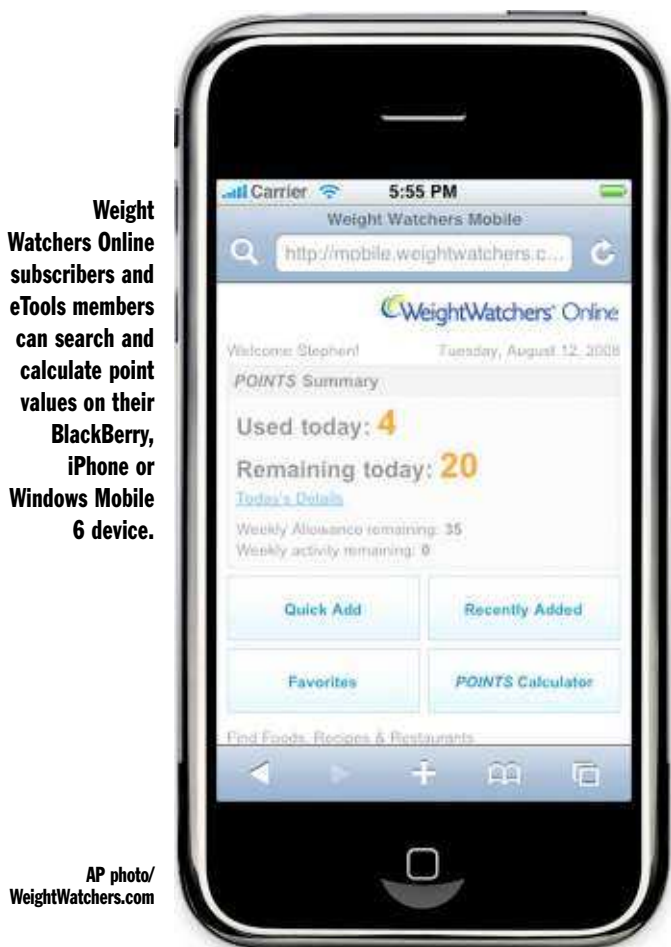 Weight
Watchers Online
subscribers and
eTools members
can search and
calculate point
values on their
BlackBerry,
iPhone or
Windows Mobile
6 device.
AP photo/
WeightWatchers.com
Carrier 5:55 PM
Weight Watchers Mobile
http://mobile.weightwatchers.c...
WeightWatchers Online
Welcome Stephen! Tuesday, August 12, 2008
POINTS Summary
Used today: 4
Remaining today: 20
Today's Details
Weekly Allowance remaining: 35
Weekly activity remaining: 0
Quick Add Recently Added
Favorites POINTS Calculator
Find Foods, Recipes & Restaurants